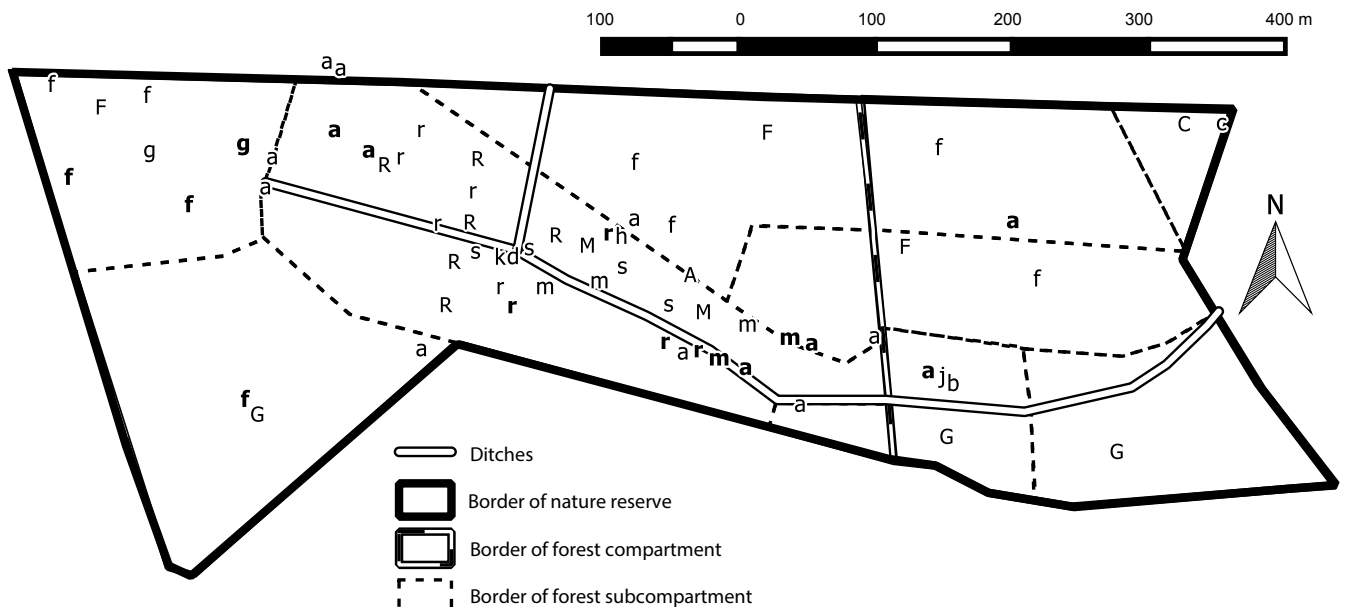 100 0 100 200 300 400 m
a a
f F f
g g a a r F f C c
f a R r R f
a r
f r R a f a
r h
R M F
s k d s
R s A f
r m m
R r s M m N
a r a r m a m a a
a j b
f G a
G G
Ditches
Border of nature reserve
Border of forest compartment
Border of forest subcompartment